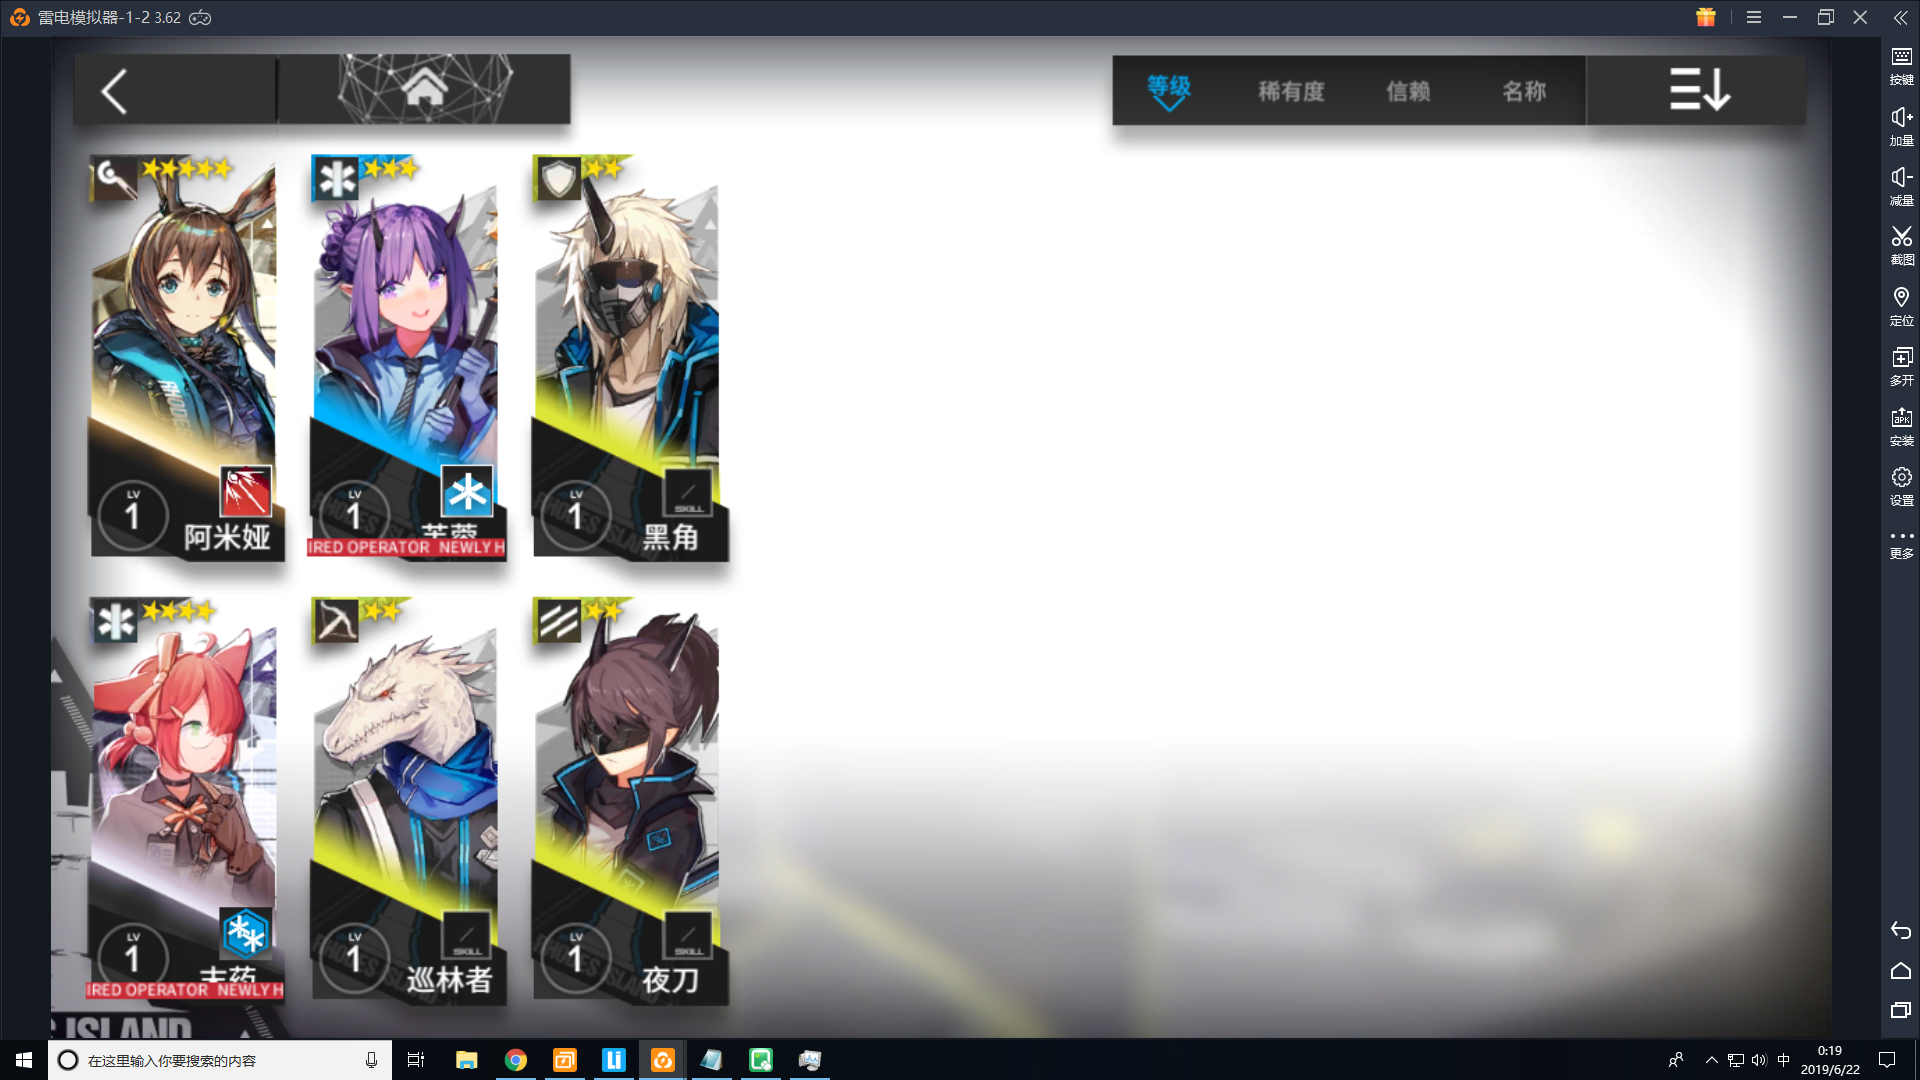 雷电模拟器-1-2 3.62
等级 稀有度 信赖 名称
按键
加量
减量
截图
定位
多开
安装
设置
更多
LV
1
阿米娅
LV
1
芙蓉
IRED OPERATOR NEWLY H
LV
1
SKILL
黑角
LV
1
末药
IRED OPERATOR NEWLY H
LV
1
SKILL
巡林者
LV
1
SKILL
夜刀
ISLAND
在这里输入你要搜索的内容
中
0:19
2019/6/22